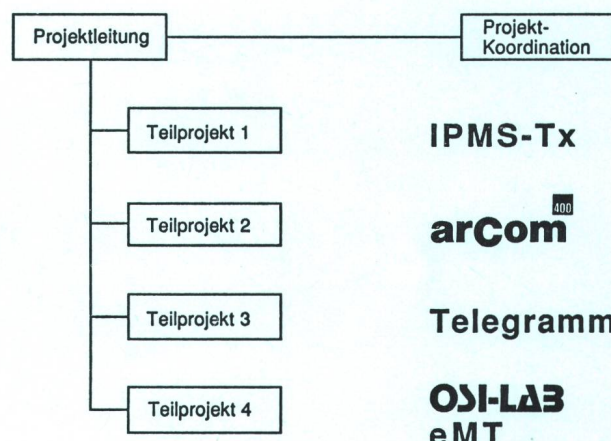 Projektleitung
Projekt-
Koordination
Teilprojekt 1
IPMS-Tx
Teilprojekt 2
arCom 400
Teilprojekt 3
Telegramm
Teilprojekt 4
OSI-LAB
eMT